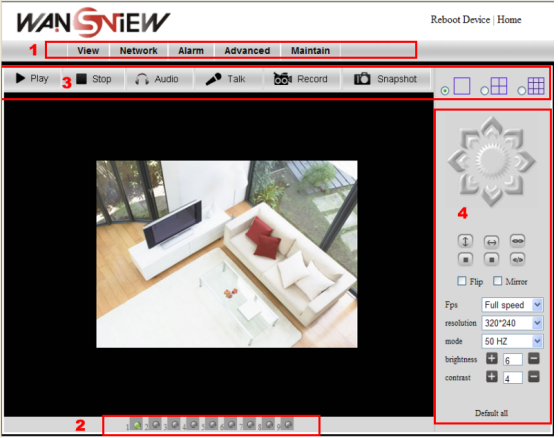 WANSVIEW
Reboot Device | Home
1 View Network Alarm Advanced Maintain
Play Stop Audio Talk Record Snapshot
3
4
Flip Mirror
Fps Full speed
resolution 320*240
mode 50 HZ
brightness 6
contrast 4
Default all
2 1 2 3 4 5 6 7 8 9